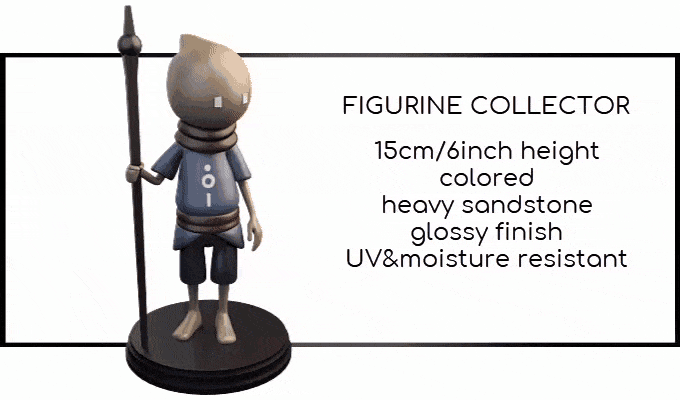 FIGURINE COLLECTOR
15cm/6inch height
colored
heavy sandstone
glossy finish
UV&moisture resistant